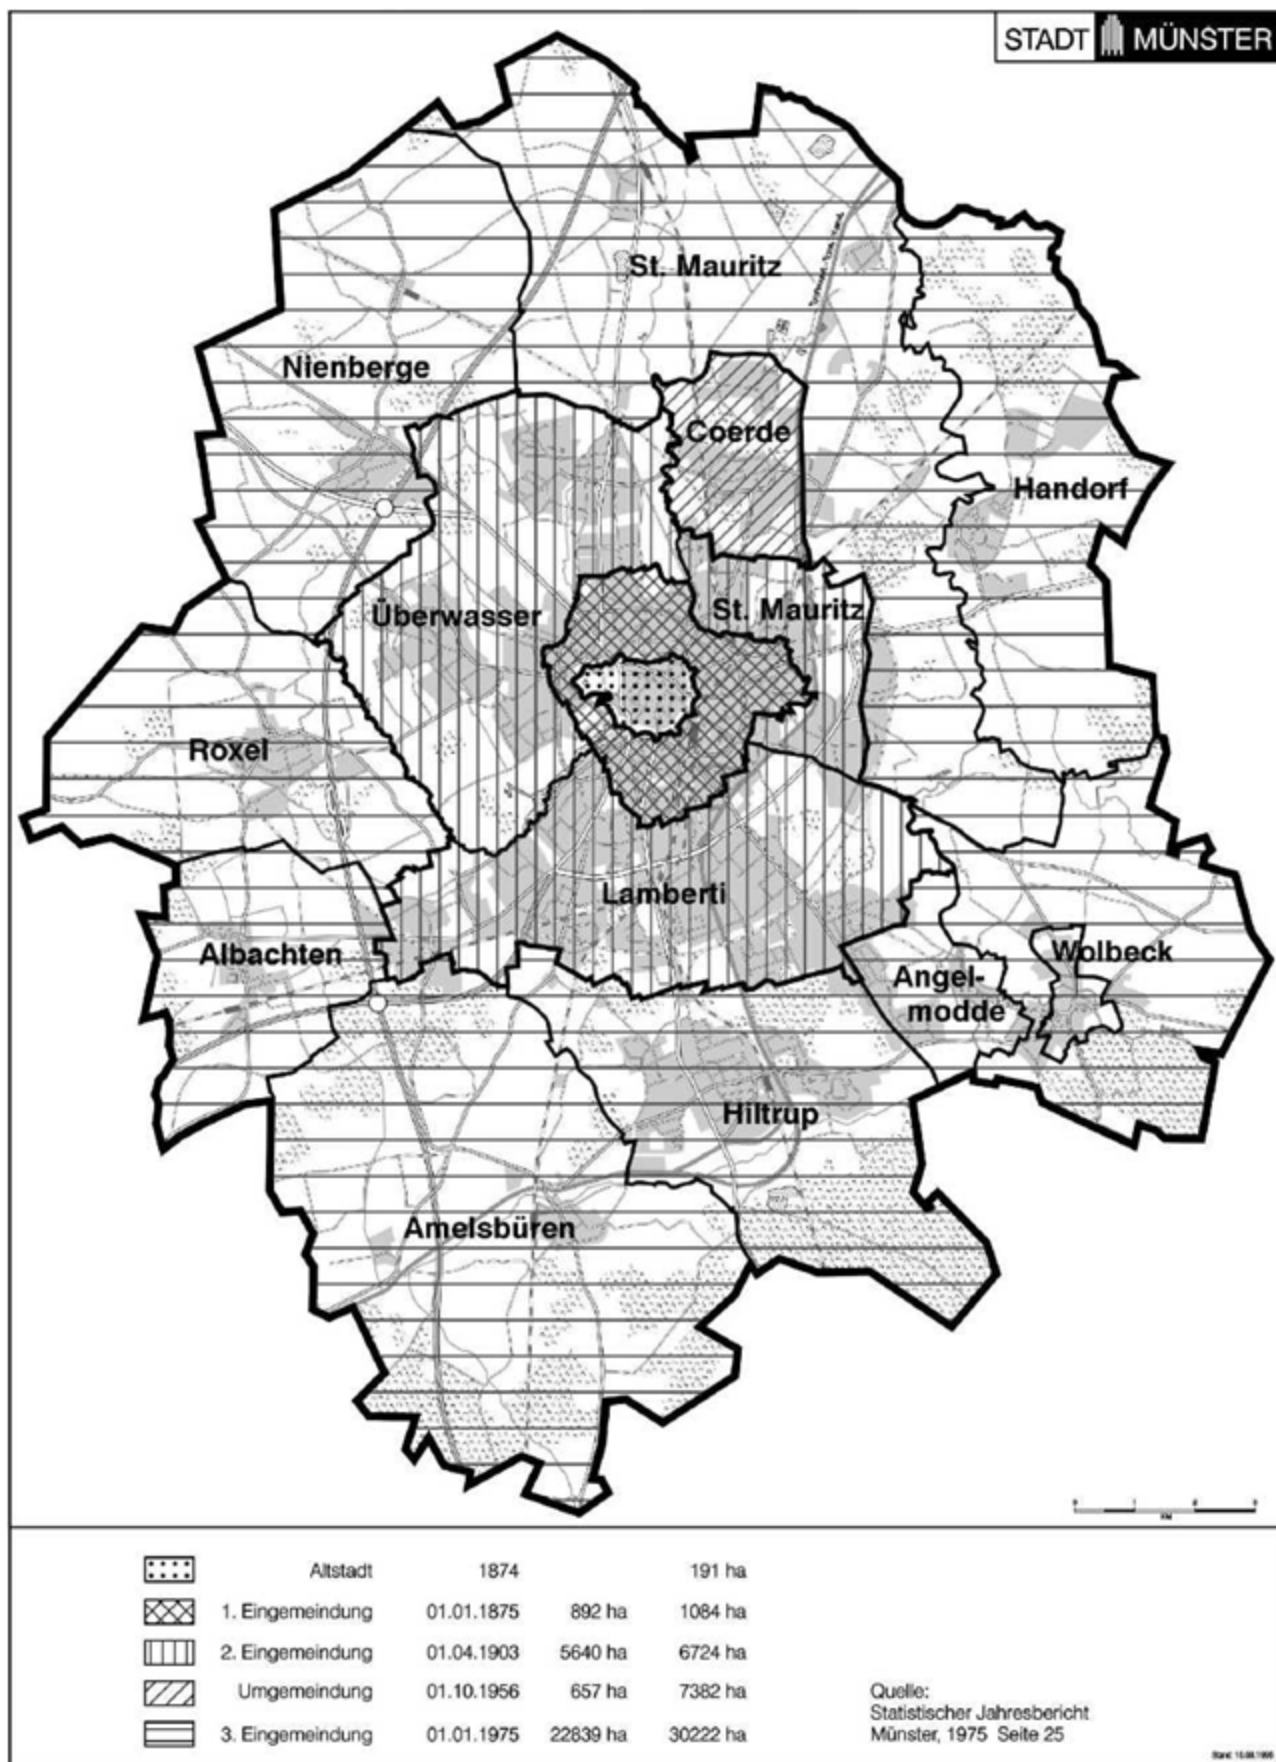 STADT MÜNSTER
St. Mauritz
Nienberge
Coerde
Handorf
Überwasser
St. Mauritz
Roxel
Lamberti
Albachten
Wolbeck
Angel-
modde
Hiltrup
Amelsbüren
Altstadt 1874 191 ha
1. Eingemeindung 01.01.1875 892 ha 1084 ha
2. Eingemeindung 01.04.1903 5640 ha 6724 ha
Umgemeindung 01.10.1956 657 ha 7382 ha
3. Eingemeindung 01.01.1975 22839 ha 30222 ha
Quelle:
Statistischer Jahresbericht
Münster, 1975 Seite 25